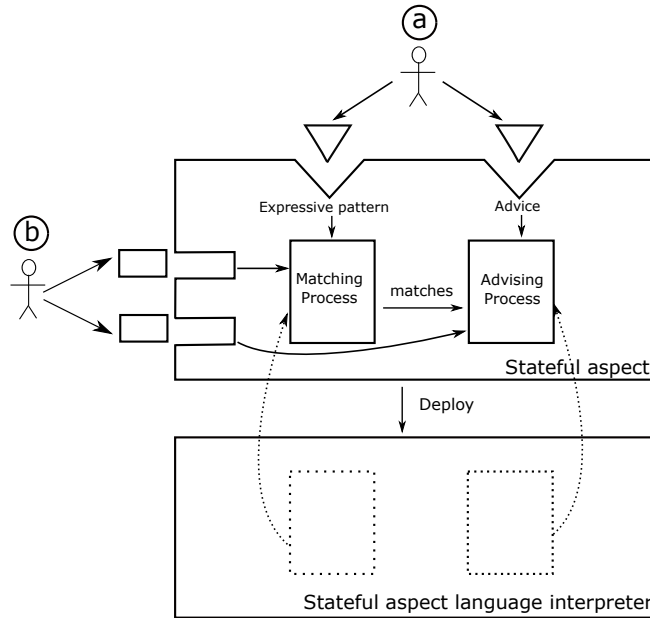 a
Expressive pattern
Advice
b
Matching
Process
matches
Advising
Process
Stateful aspect
Deploy
Stateful aspect language interpreter